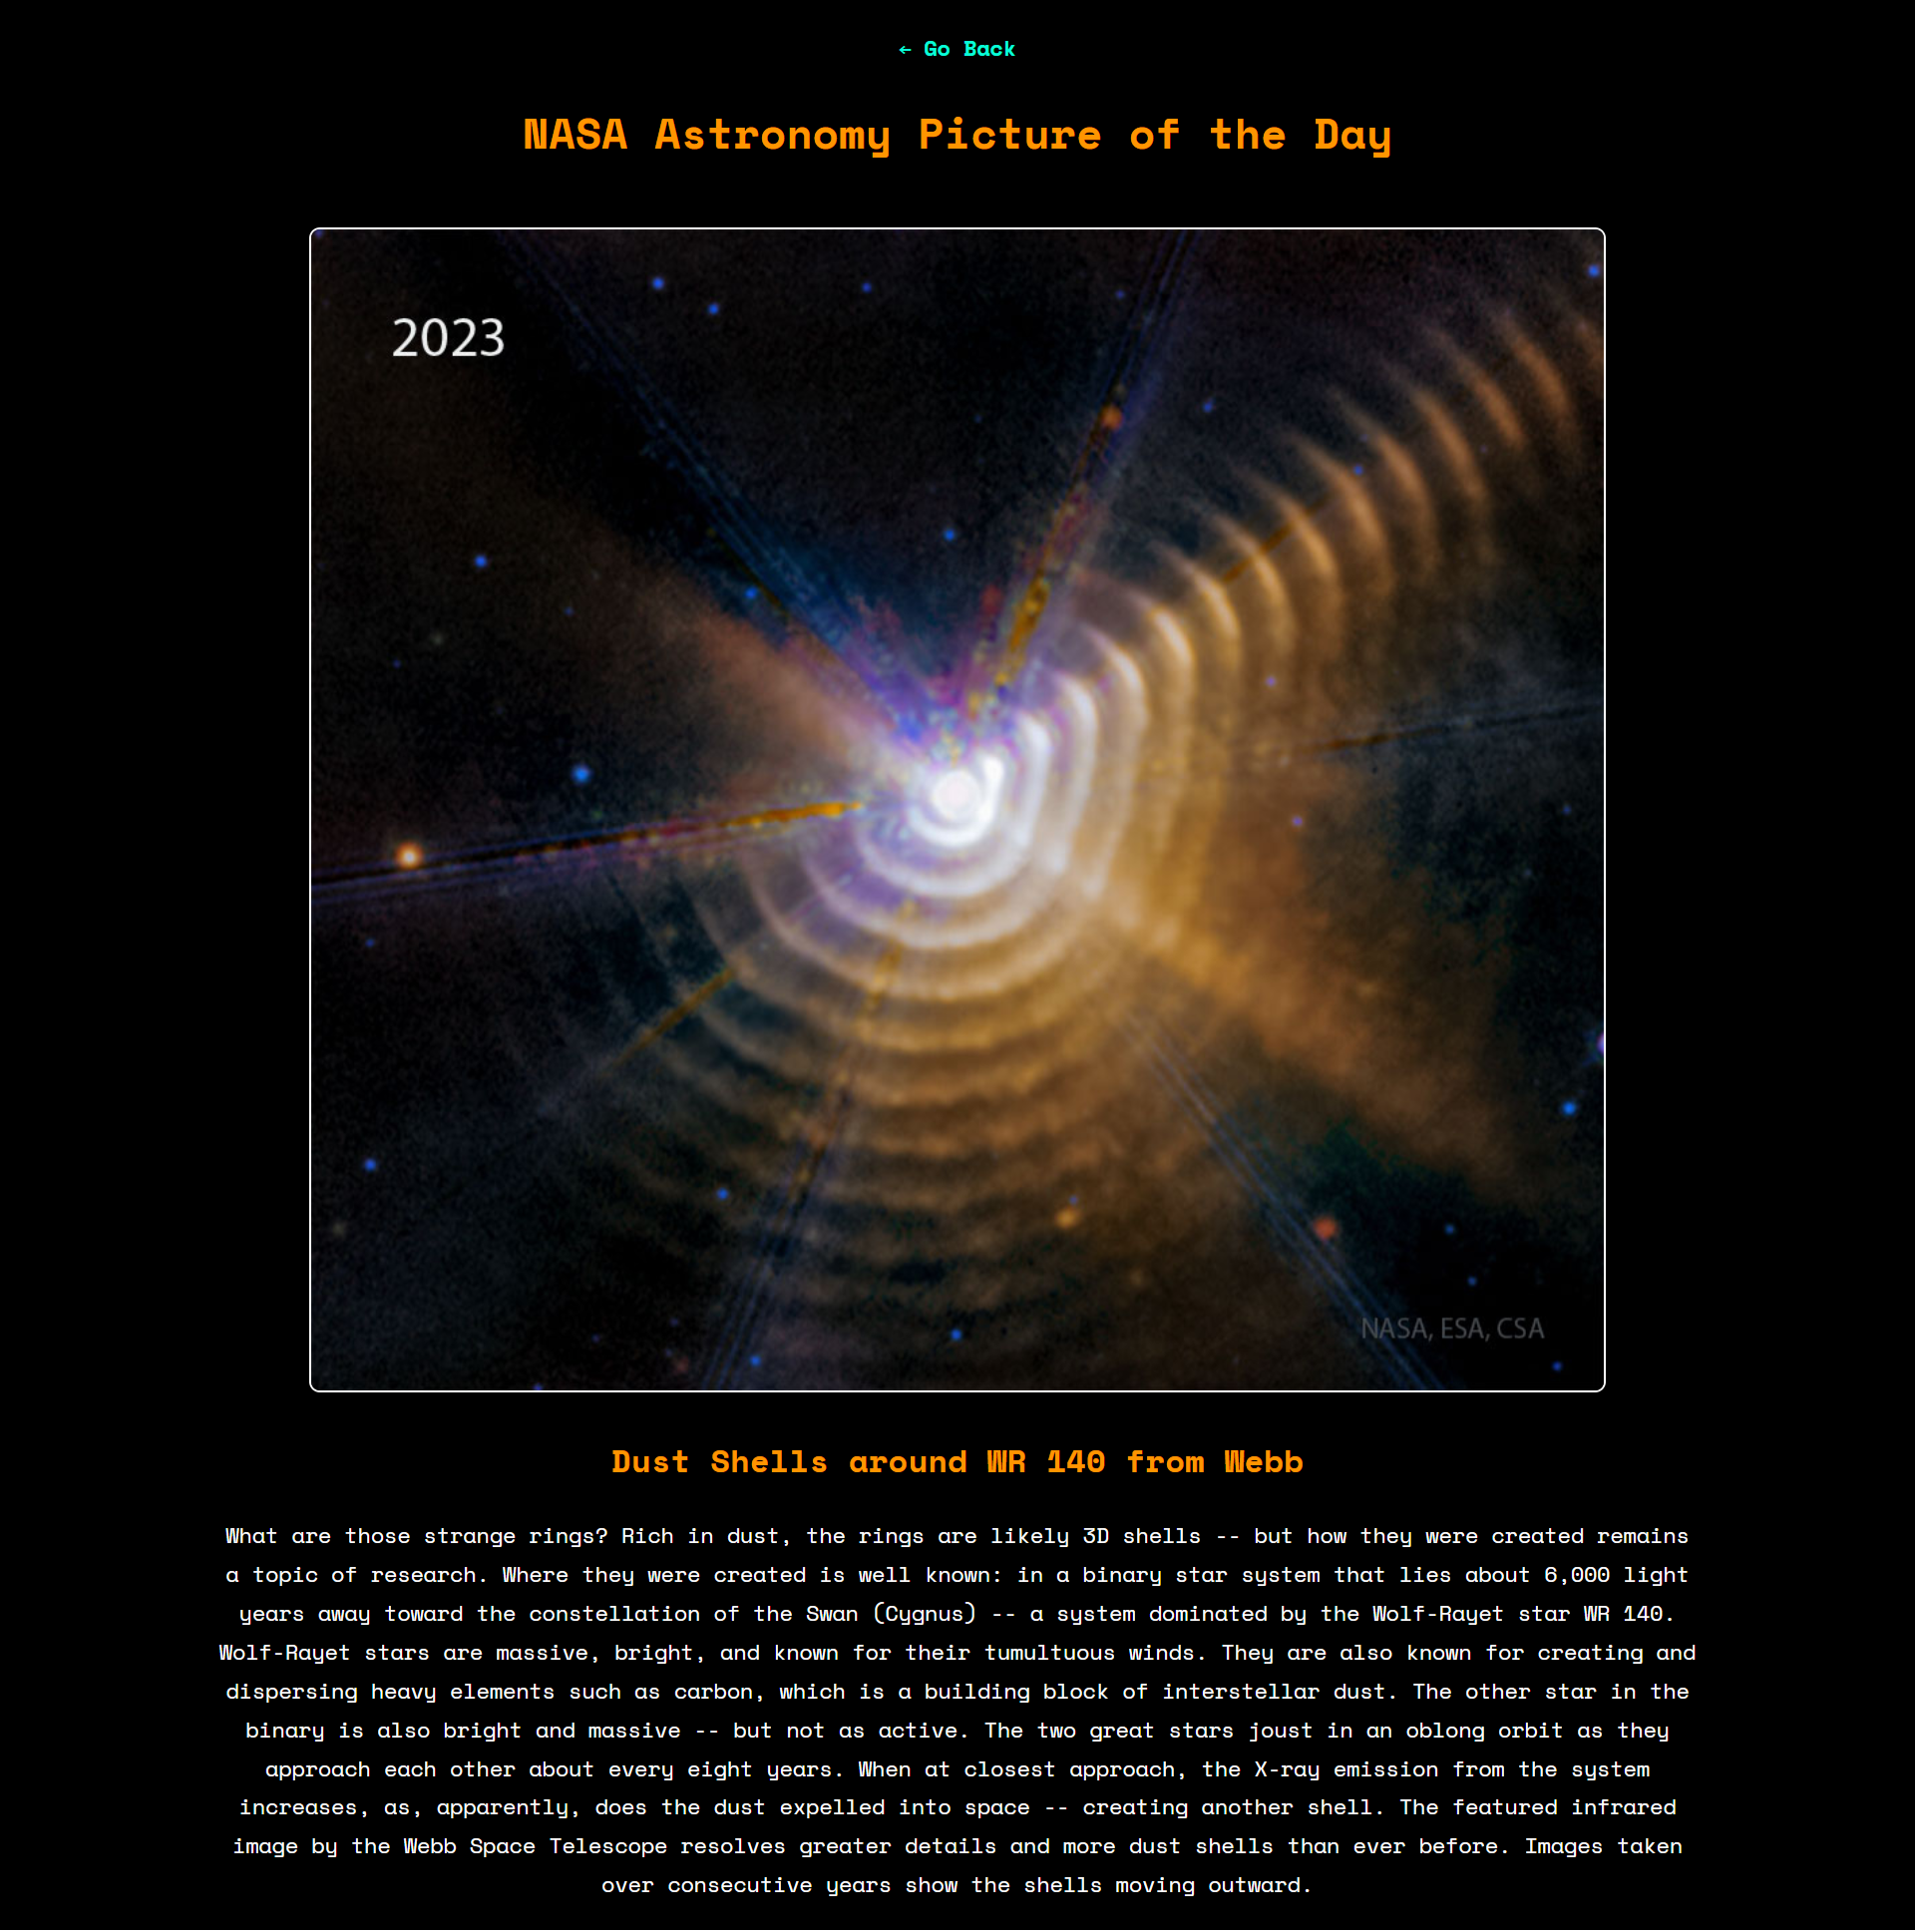 ← Go Back
NASA Astronomy Picture of the Day
2023
NASA, ESA, CSA
Dust Shells around WR 140 from Webb
What are those strange rings? Rich in dust, the rings are likely 3D shells -- but how they were created remains
a topic of research. Where they were created is well known: in a binary star system that lies about 6,000 light
years away toward the constellation of the Swan (Cygnus) -- a system dominated by the Wolf-Rayet star WR 140.
Wolf-Rayet stars are massive, bright, and known for their tumultuous winds. They are also known for creating and
dispersing heavy elements such as carbon, which is a building block of interstellar dust. The other star in the
binary is also bright and massive -- but not as active. The two great stars joust in an oblong orbit as they
approach each other about every eight years. When at closest approach, the X-ray emission from the system
increases, as, apparently, does the dust expelled into space -- creating another shell. The featured infrared
image by the Webb Space Telescope resolves greater details and more dust shells than ever before. Images taken
over consecutive years show the shells moving outward.